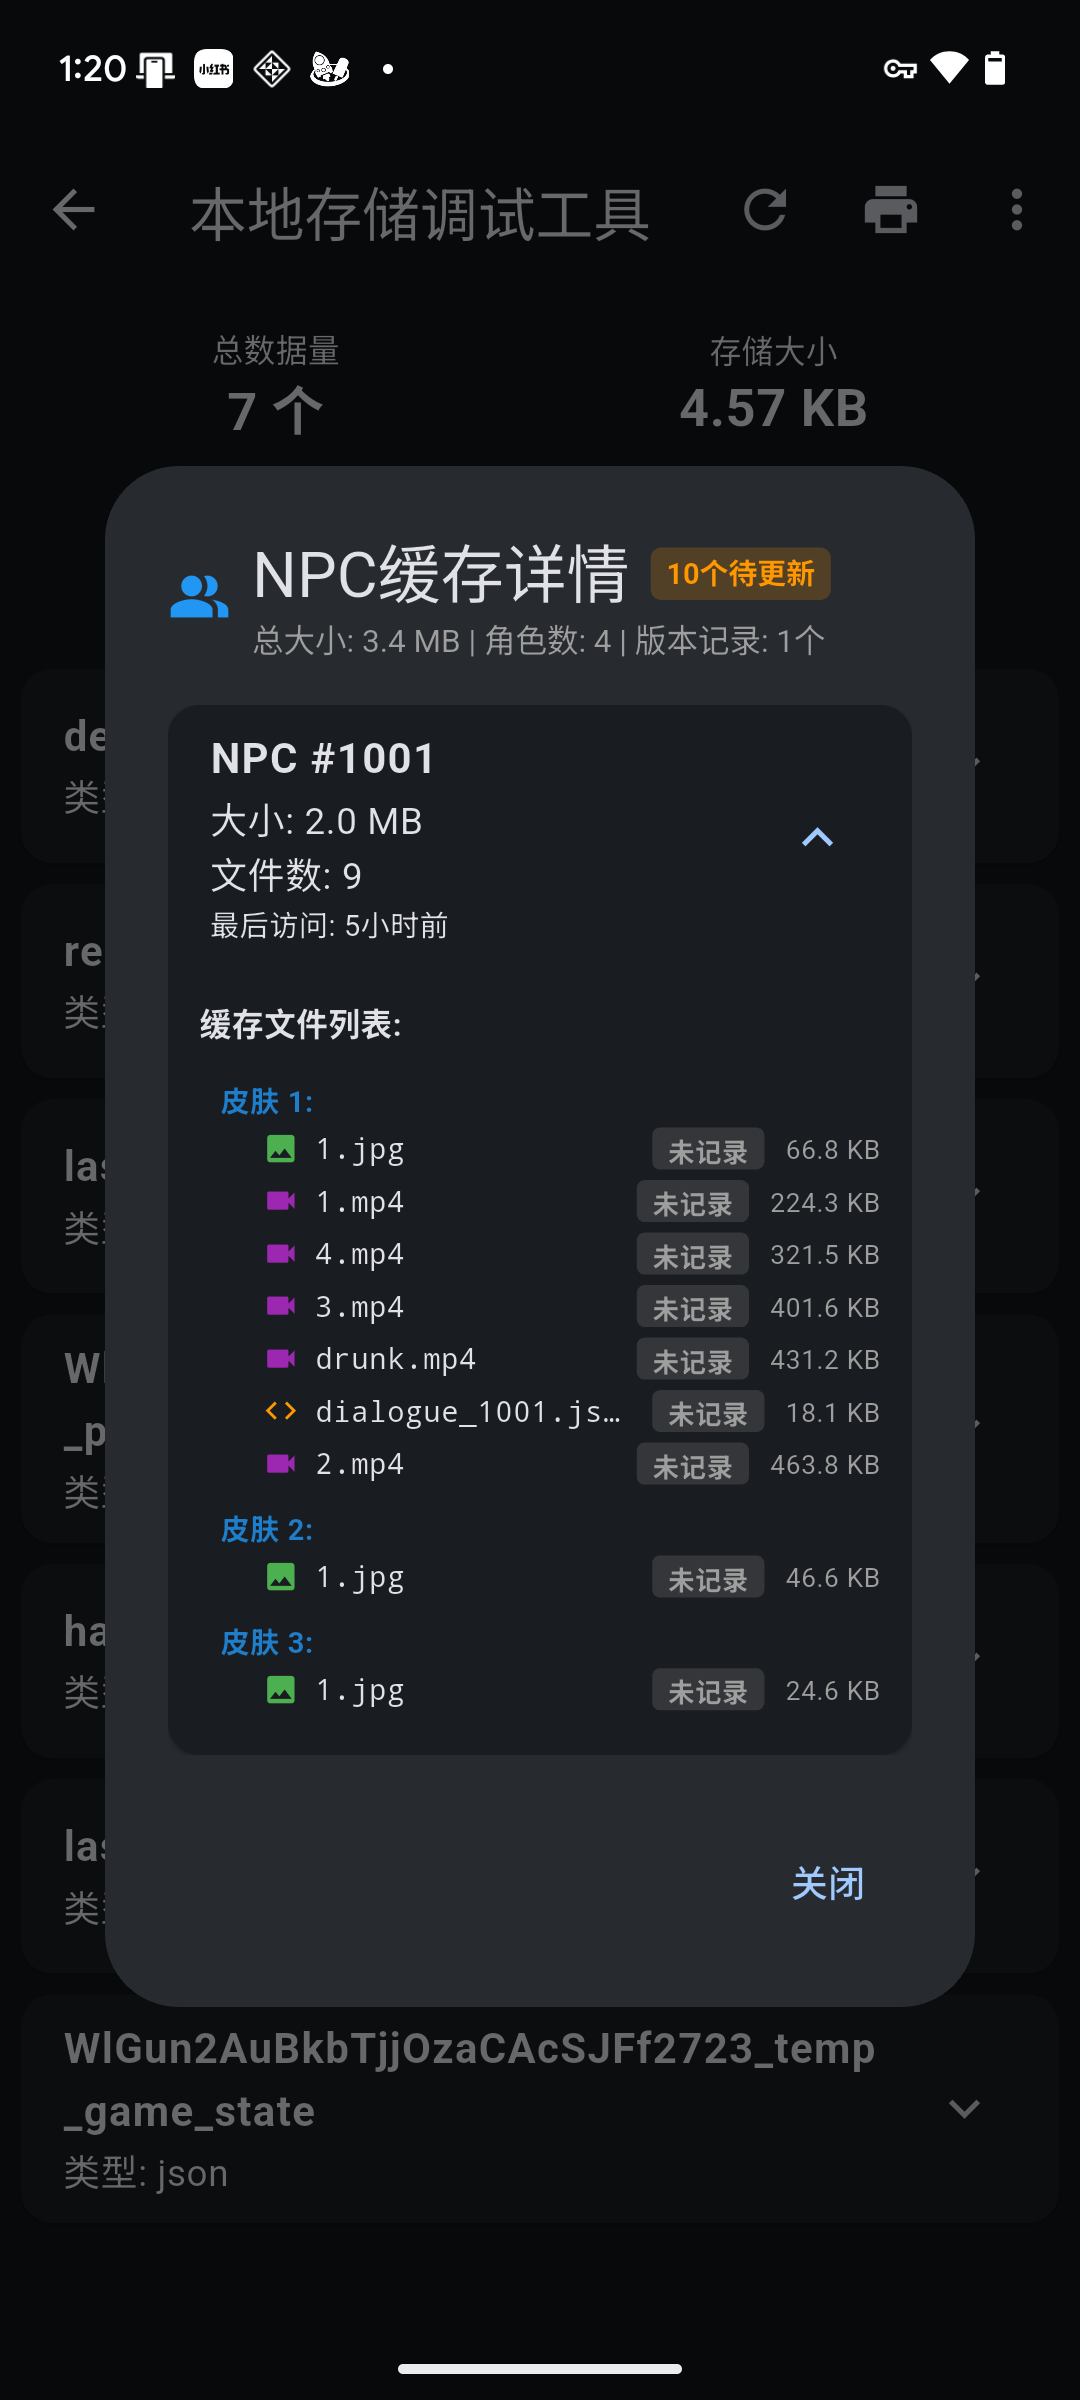 1:20
小红书
本地存储调试工具
总数据量
存储大小
7 个
4.57 KB
NPC缓存详情
10个待更新
总大小: 3.4 MB | 角色数: 4 | 版本记录: 1个
NPC #1001
大小: 2.0 MB
文件数: 9
最后访问: 5小时前
缓存文件列表:
皮肤 1:
1.jpg 未记录 66.8 KB
1.mp4 未记录 224.3 KB
4.mp4 未记录 321.5 KB
3.mp4 未记录 401.6 KB
drunk.mp4 未记录 431.2 KB
dialogue_1001.js… 未记录 18.1 KB
2.mp4 未记录 463.8 KB
皮肤 2:
1.jpg 未记录 46.6 KB
皮肤 3:
1.jpg 未记录 24.6 KB
关闭
de
类
re
类
las
类
_p
类
ha
类
las
类
WlGun2AuBkbTjjOzaCAcSJFf2723_temp
_game_state
类型: json